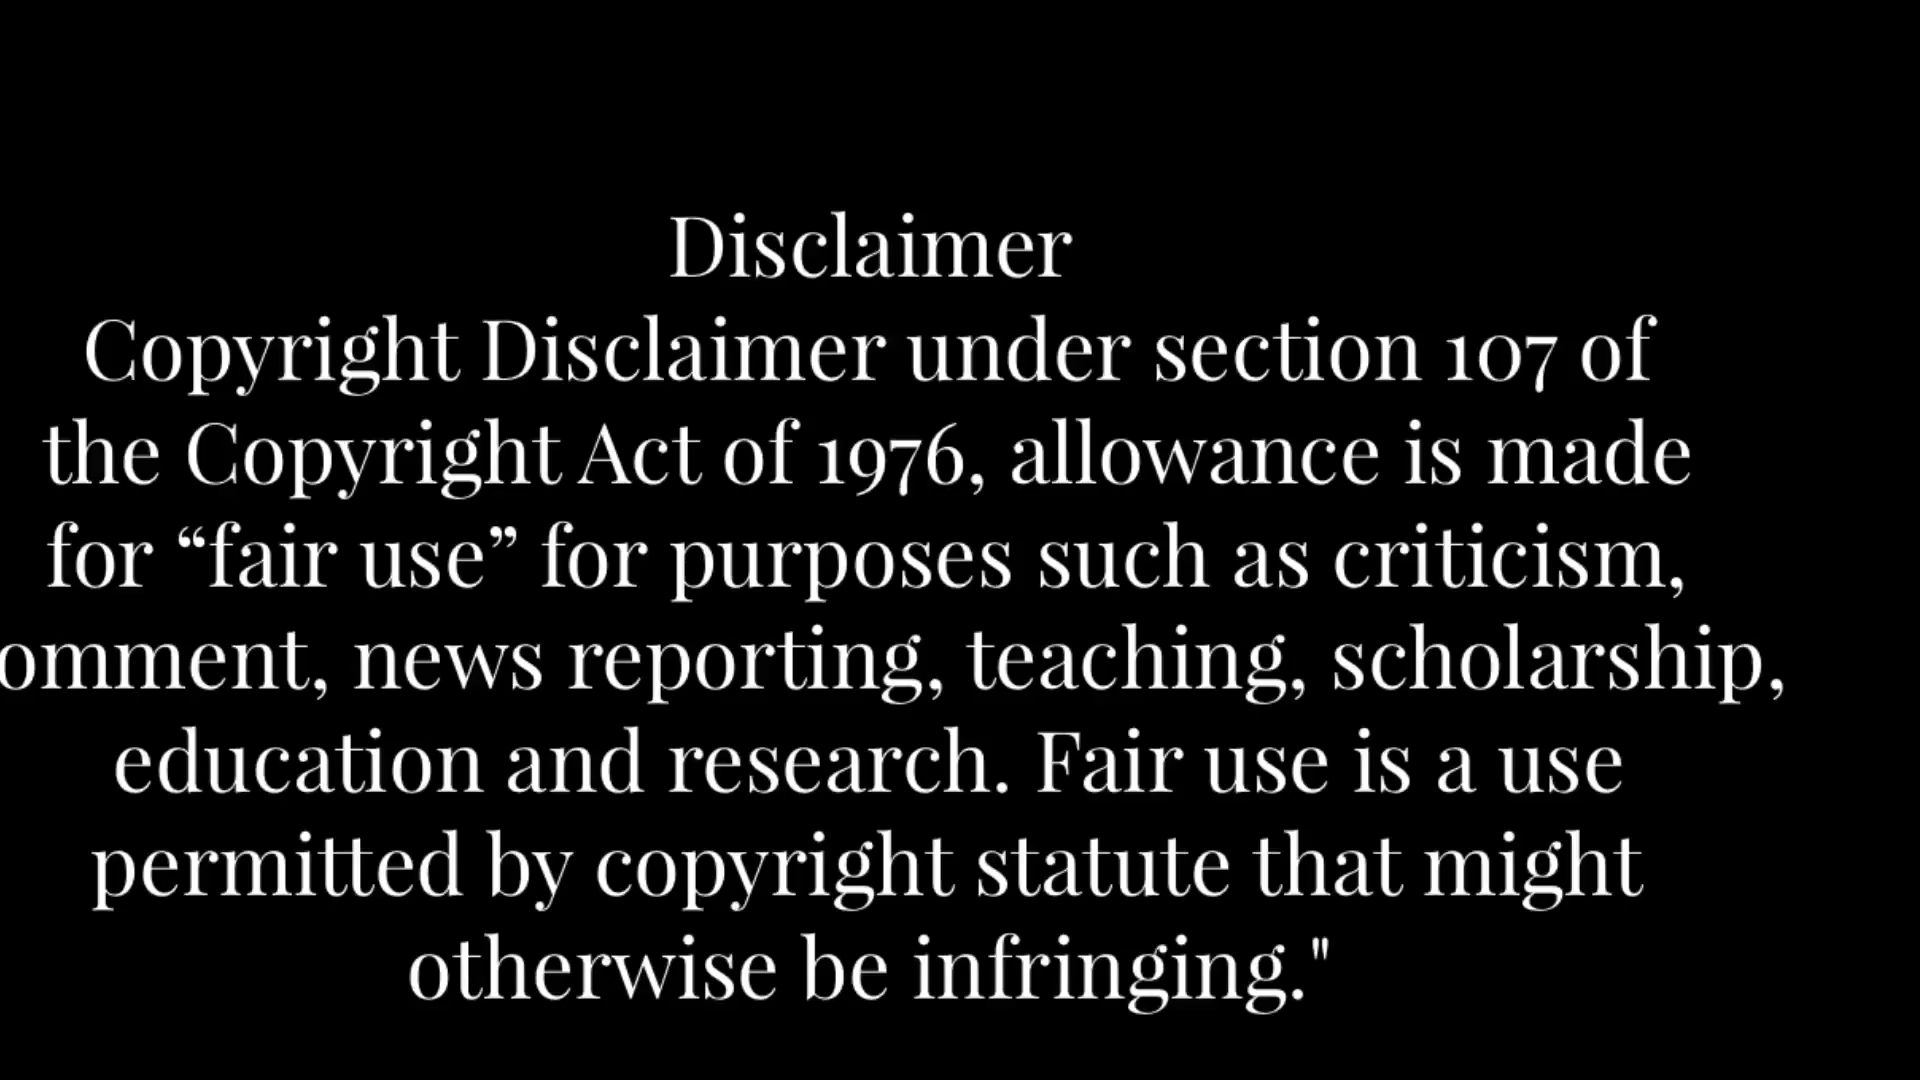 Disclaimer
Copyright Disclaimer under section 107 of
the Copyright Act of 1976, allowance is made
for “fair use” for purposes such as criticism,
omment, news reporting, teaching, scholarship,
education and research. Fair use is a use
permitted by copyright statute that might
otherwise be infringing."